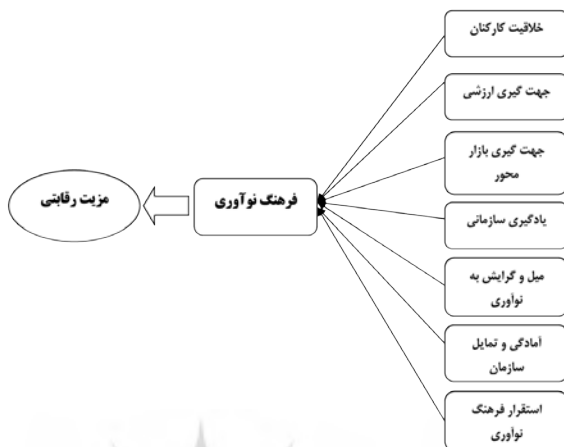 خلاقیت کارکنان
جهت گیری ارزشی
جهت گیری بازار
محور
یادگیری سازمانی
میل و گرایش به
نوآوری
آمادگی و تمایل
سازمان
استقرار فرهنگ
نوآوری
فرهنگ نوآوری
مزیت رقابتی